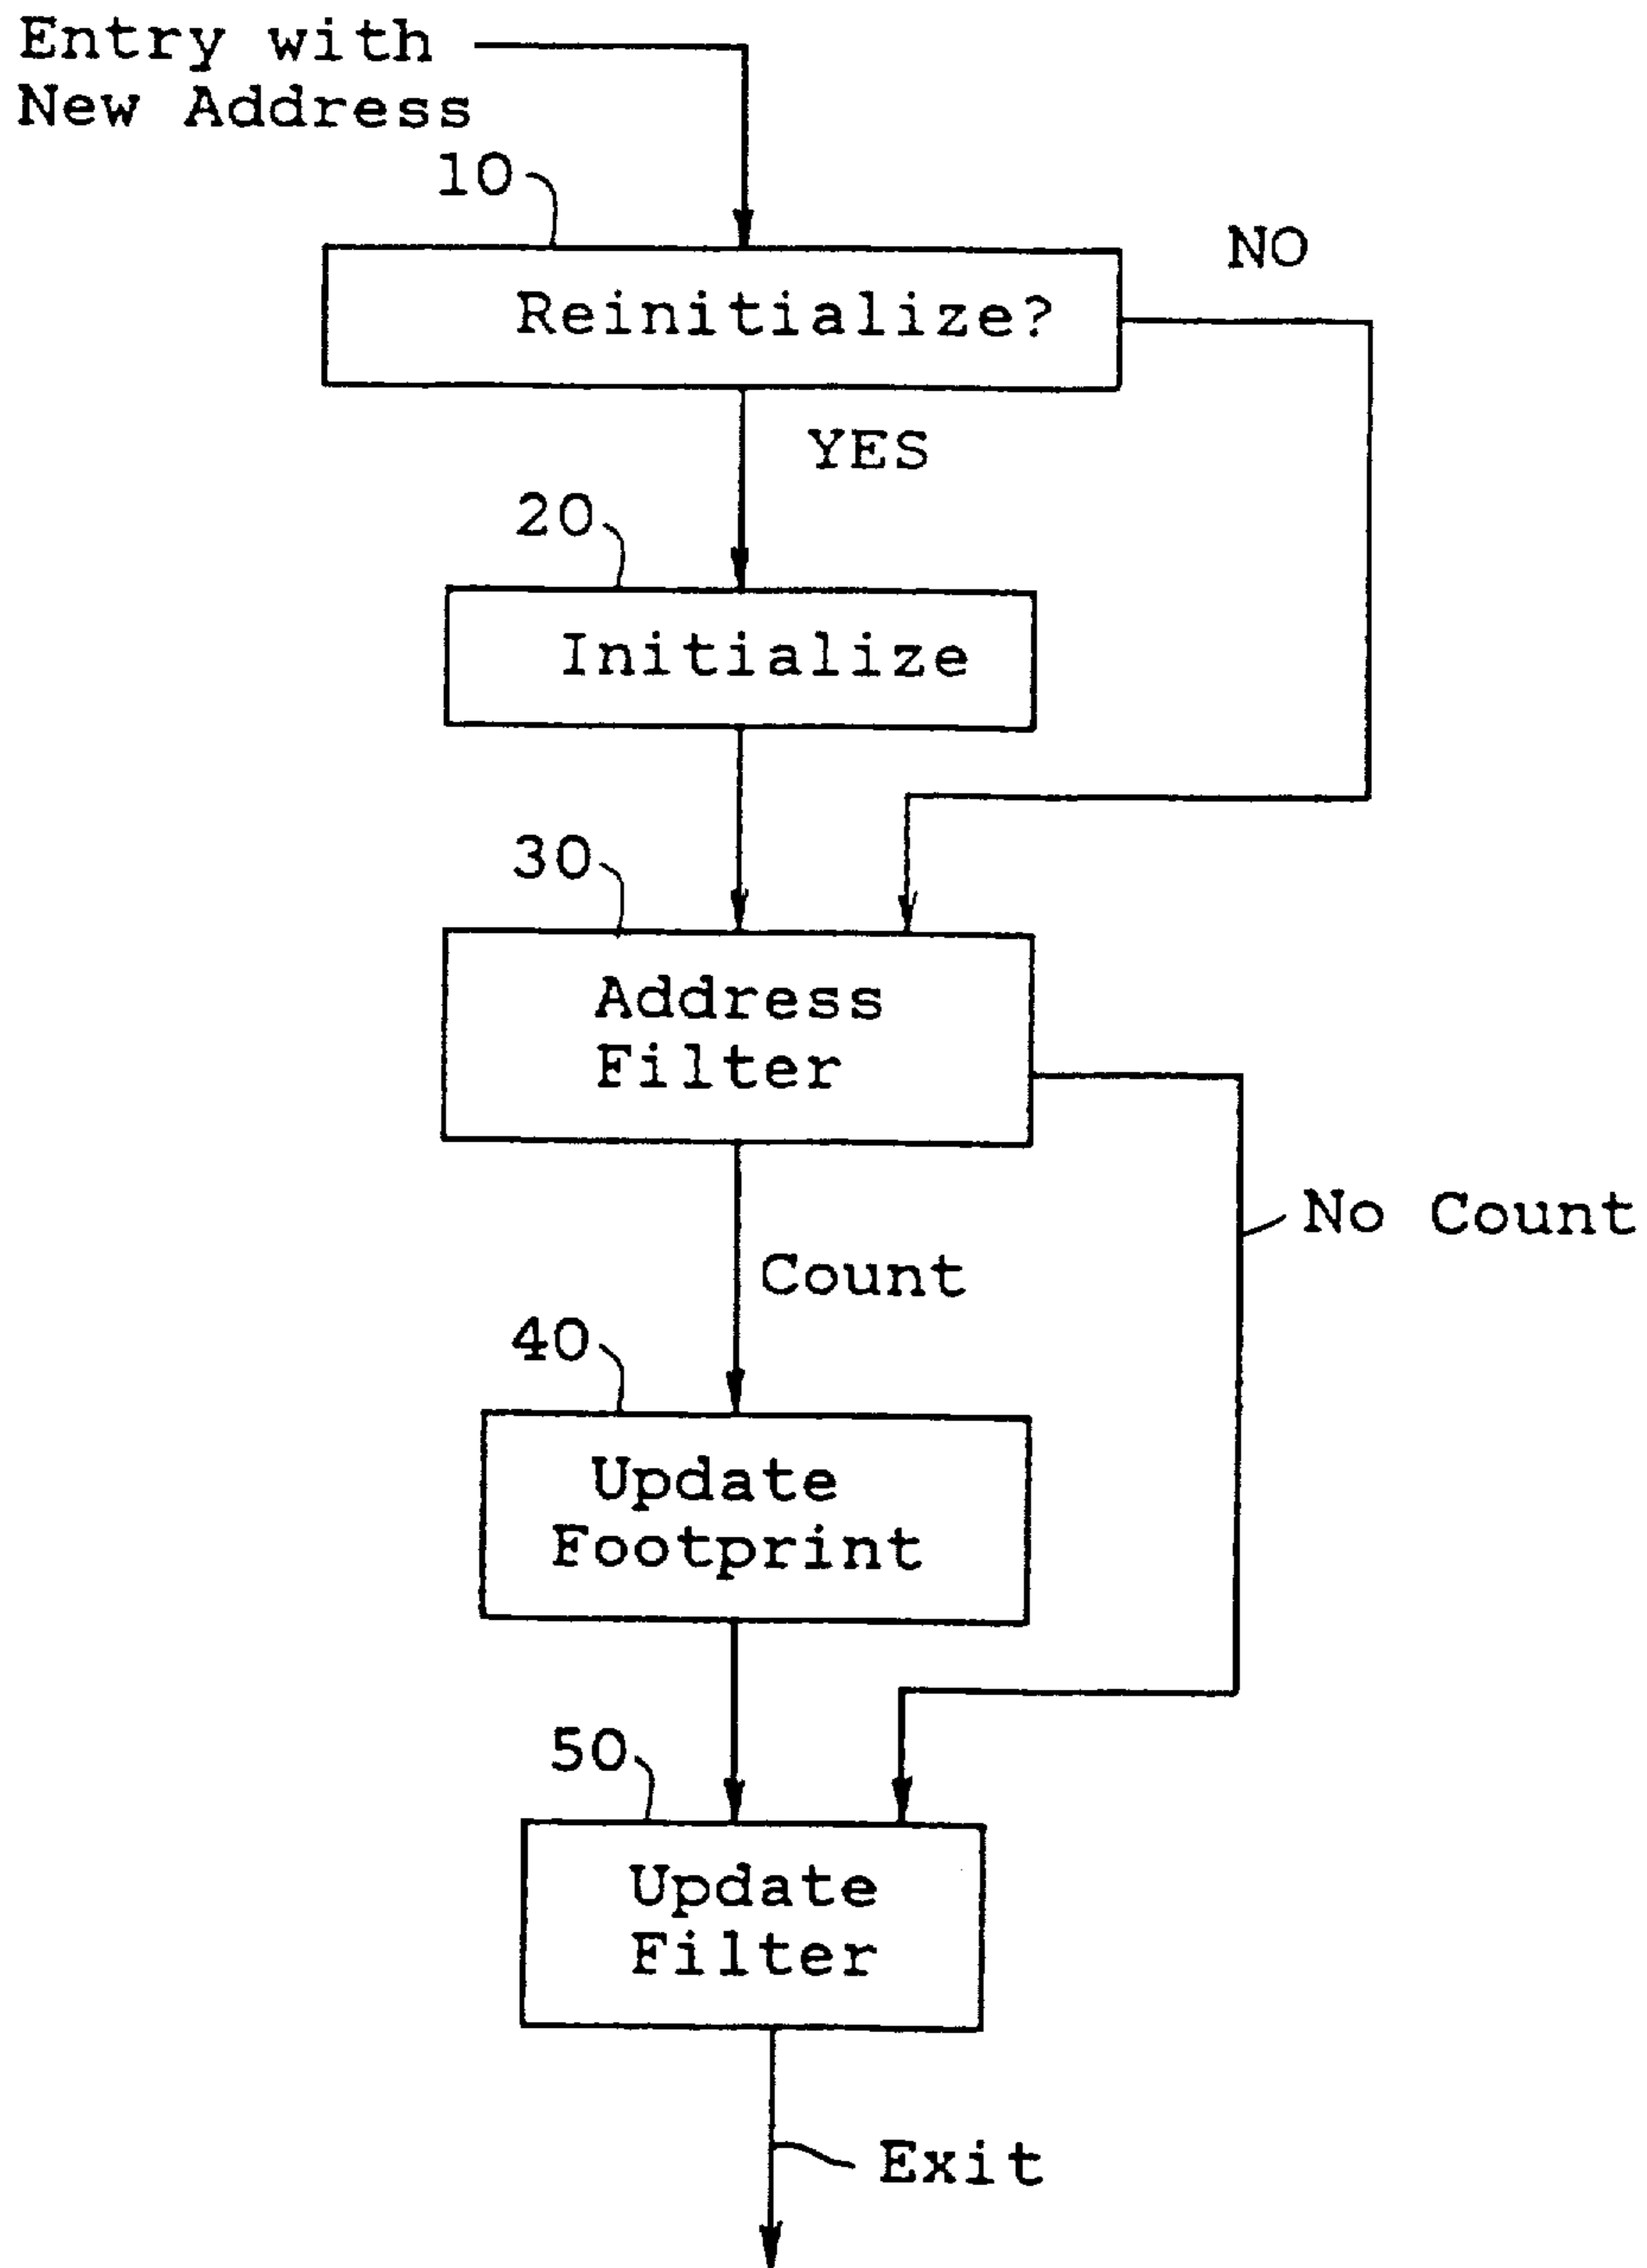 Entry with
New Address
10
NO
Reinitialize?
YES
20
Initialize
30
Address
Filter
No Count
Count
40
Update
Footprint
50
Update
Filter
Exit